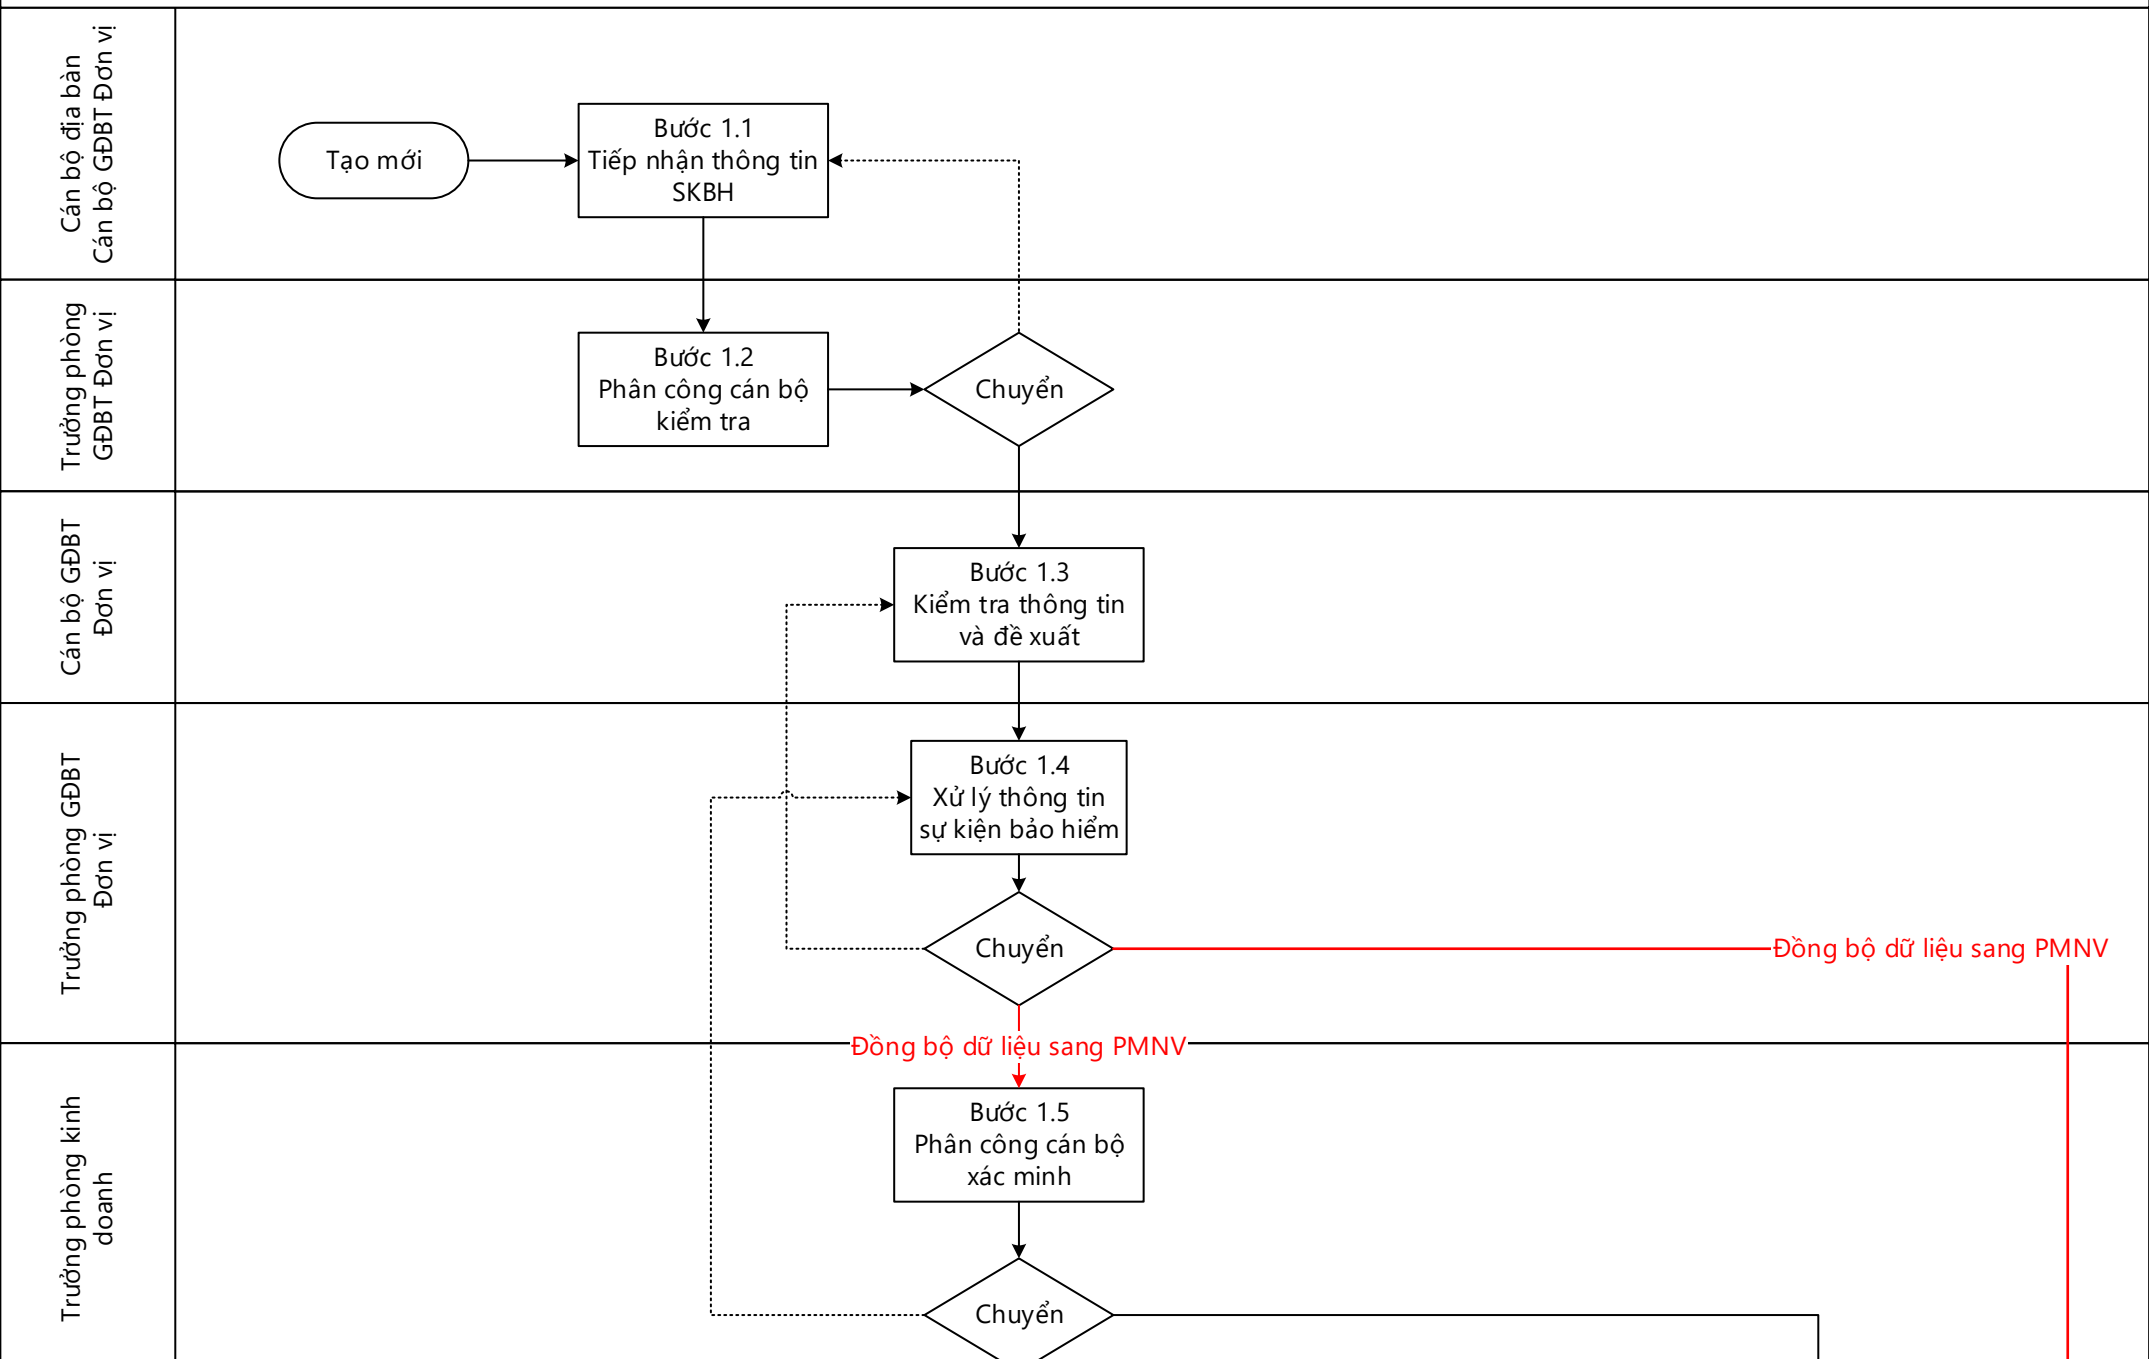 Cán bộ địa bàn
Cán bộ GĐBT Đơn vị
Tạo mới
Bước 1.1
Tiếp nhận thông tin
SKBH
Trưởng phòng
GĐBT Đơn vị
Bước 1.2
Phân công cán bộ
kiểm tra
Chuyển
Cán bộ GĐBT
Đơn vị
Bước 1.3
Kiểm tra thông tin
và đề xuất
Trưởng phòng GĐBT
Đơn vị
Bước 1.4
Xử lý thông tin
sự kiện bảo hiểm
Chuyển
Đồng bộ dữ liệu sang PMNV
Đồng bộ dữ liệu sang PMNV
Trưởng phòng kinh
doanh
Bước 1.5
Phân công cán bộ
xác minh
Chuyển